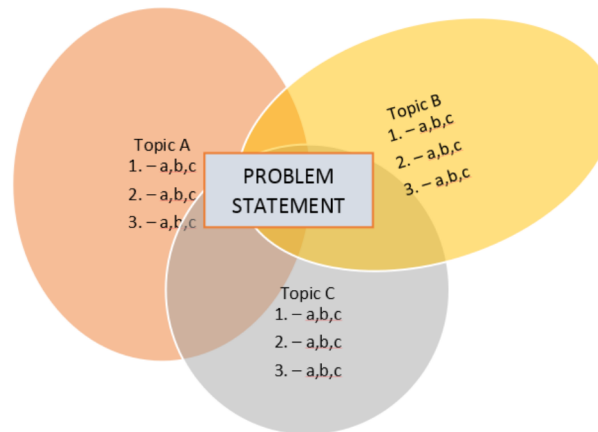 Topic A
1. – a,b,c
2. – a,b,c
3. – a,b,c
Topic B
1. – a,b,c
2. – a,b,c
3. – a,b,c
PROBLEM
STATEMENT
Topic C
1. – a,b,c
2. – a,b,c
3. – a,b,c